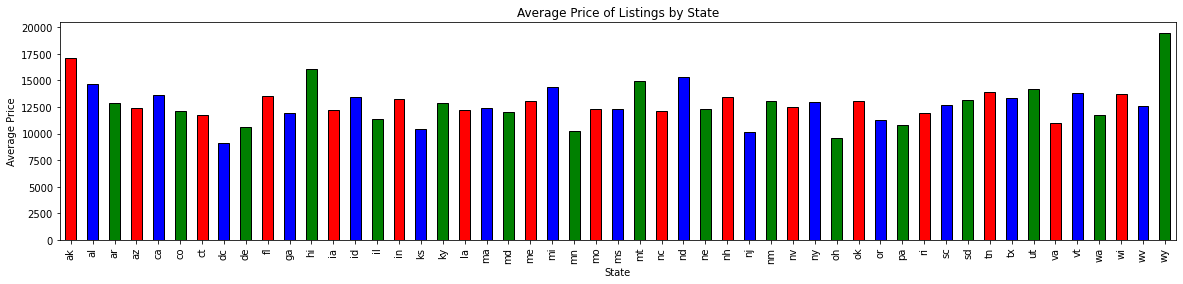 Average Price of Listings by State
20000
17500
15000
12500
10000
7500
5000
2500
0
Average Price
ak al ar az ca co ct dc de fl ga hi ia id il in ks ky la ma md me mi mn mo ms mt nc nd ne nh nj nm nv ny oh ok or pa ri sc sd tn tx ut va vt wa wi wv wy
State